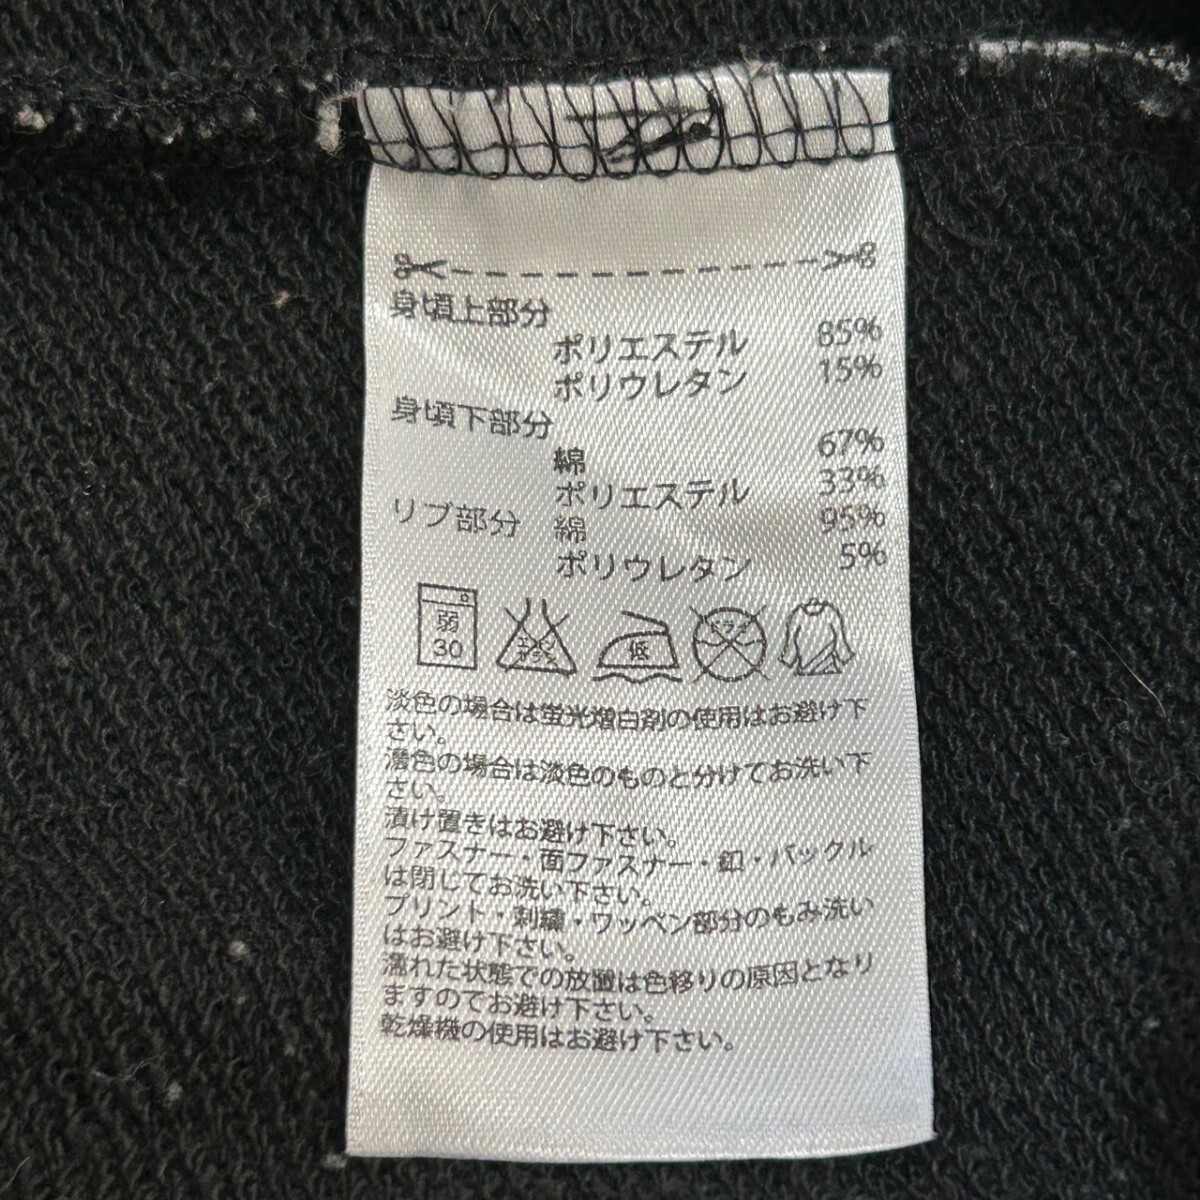 身頃上部分
ポリエステル 85%
ポリウレタン 15%
身頃下部分
綿 67%
ポリエステル 33%
リブ部分 綿 95%
ポリウレタン 5%
弱
30
エンソ
サラシ
低
ドライ
淡色の場合は蛍光増白剤の使用はお避け下
さい。
濃色の場合は淡色のものと分けてお洗い下
さい。
漬け置きはお避け下さい。
ファスナー・面ファスナー・釦・バックル
は閉じてお洗い下さい。
プリント・刺繍・ワッペン部分のもみ洗い
はお避け下さい。
濡れた状態での放置は色移りの原因となり
ますのでお避け下さい。
乾燥機の使用はお避け下さい。